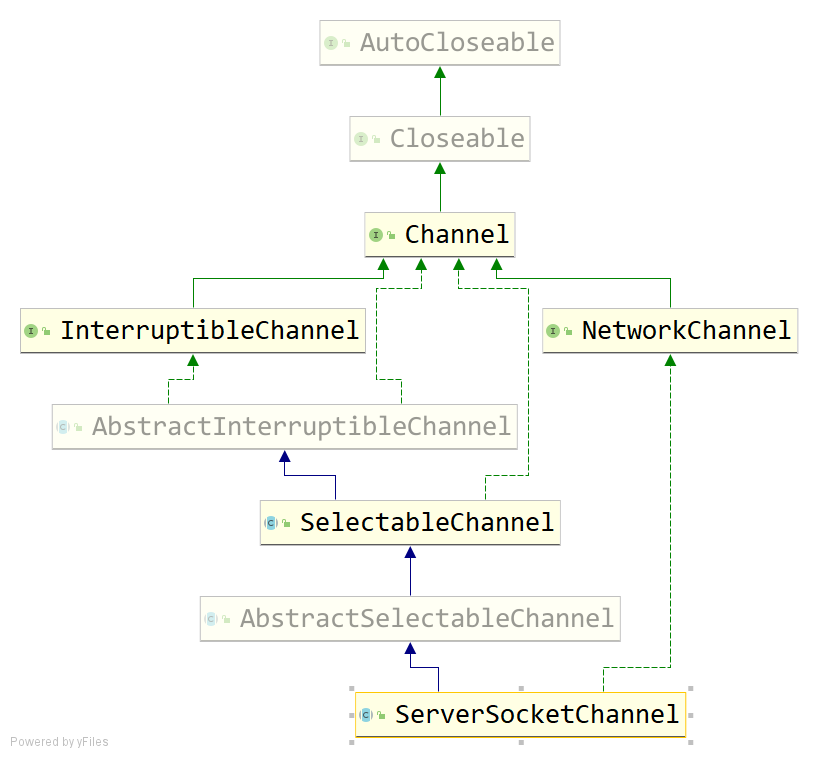 AutoCloseable
Closeable
Channel
InterruptibleChannel
NetworkChannel
AbstractInterruptibleChannel
SelectableChannel
AbstractSelectableChannel
ServerSocketChannel
Powered by yFiles